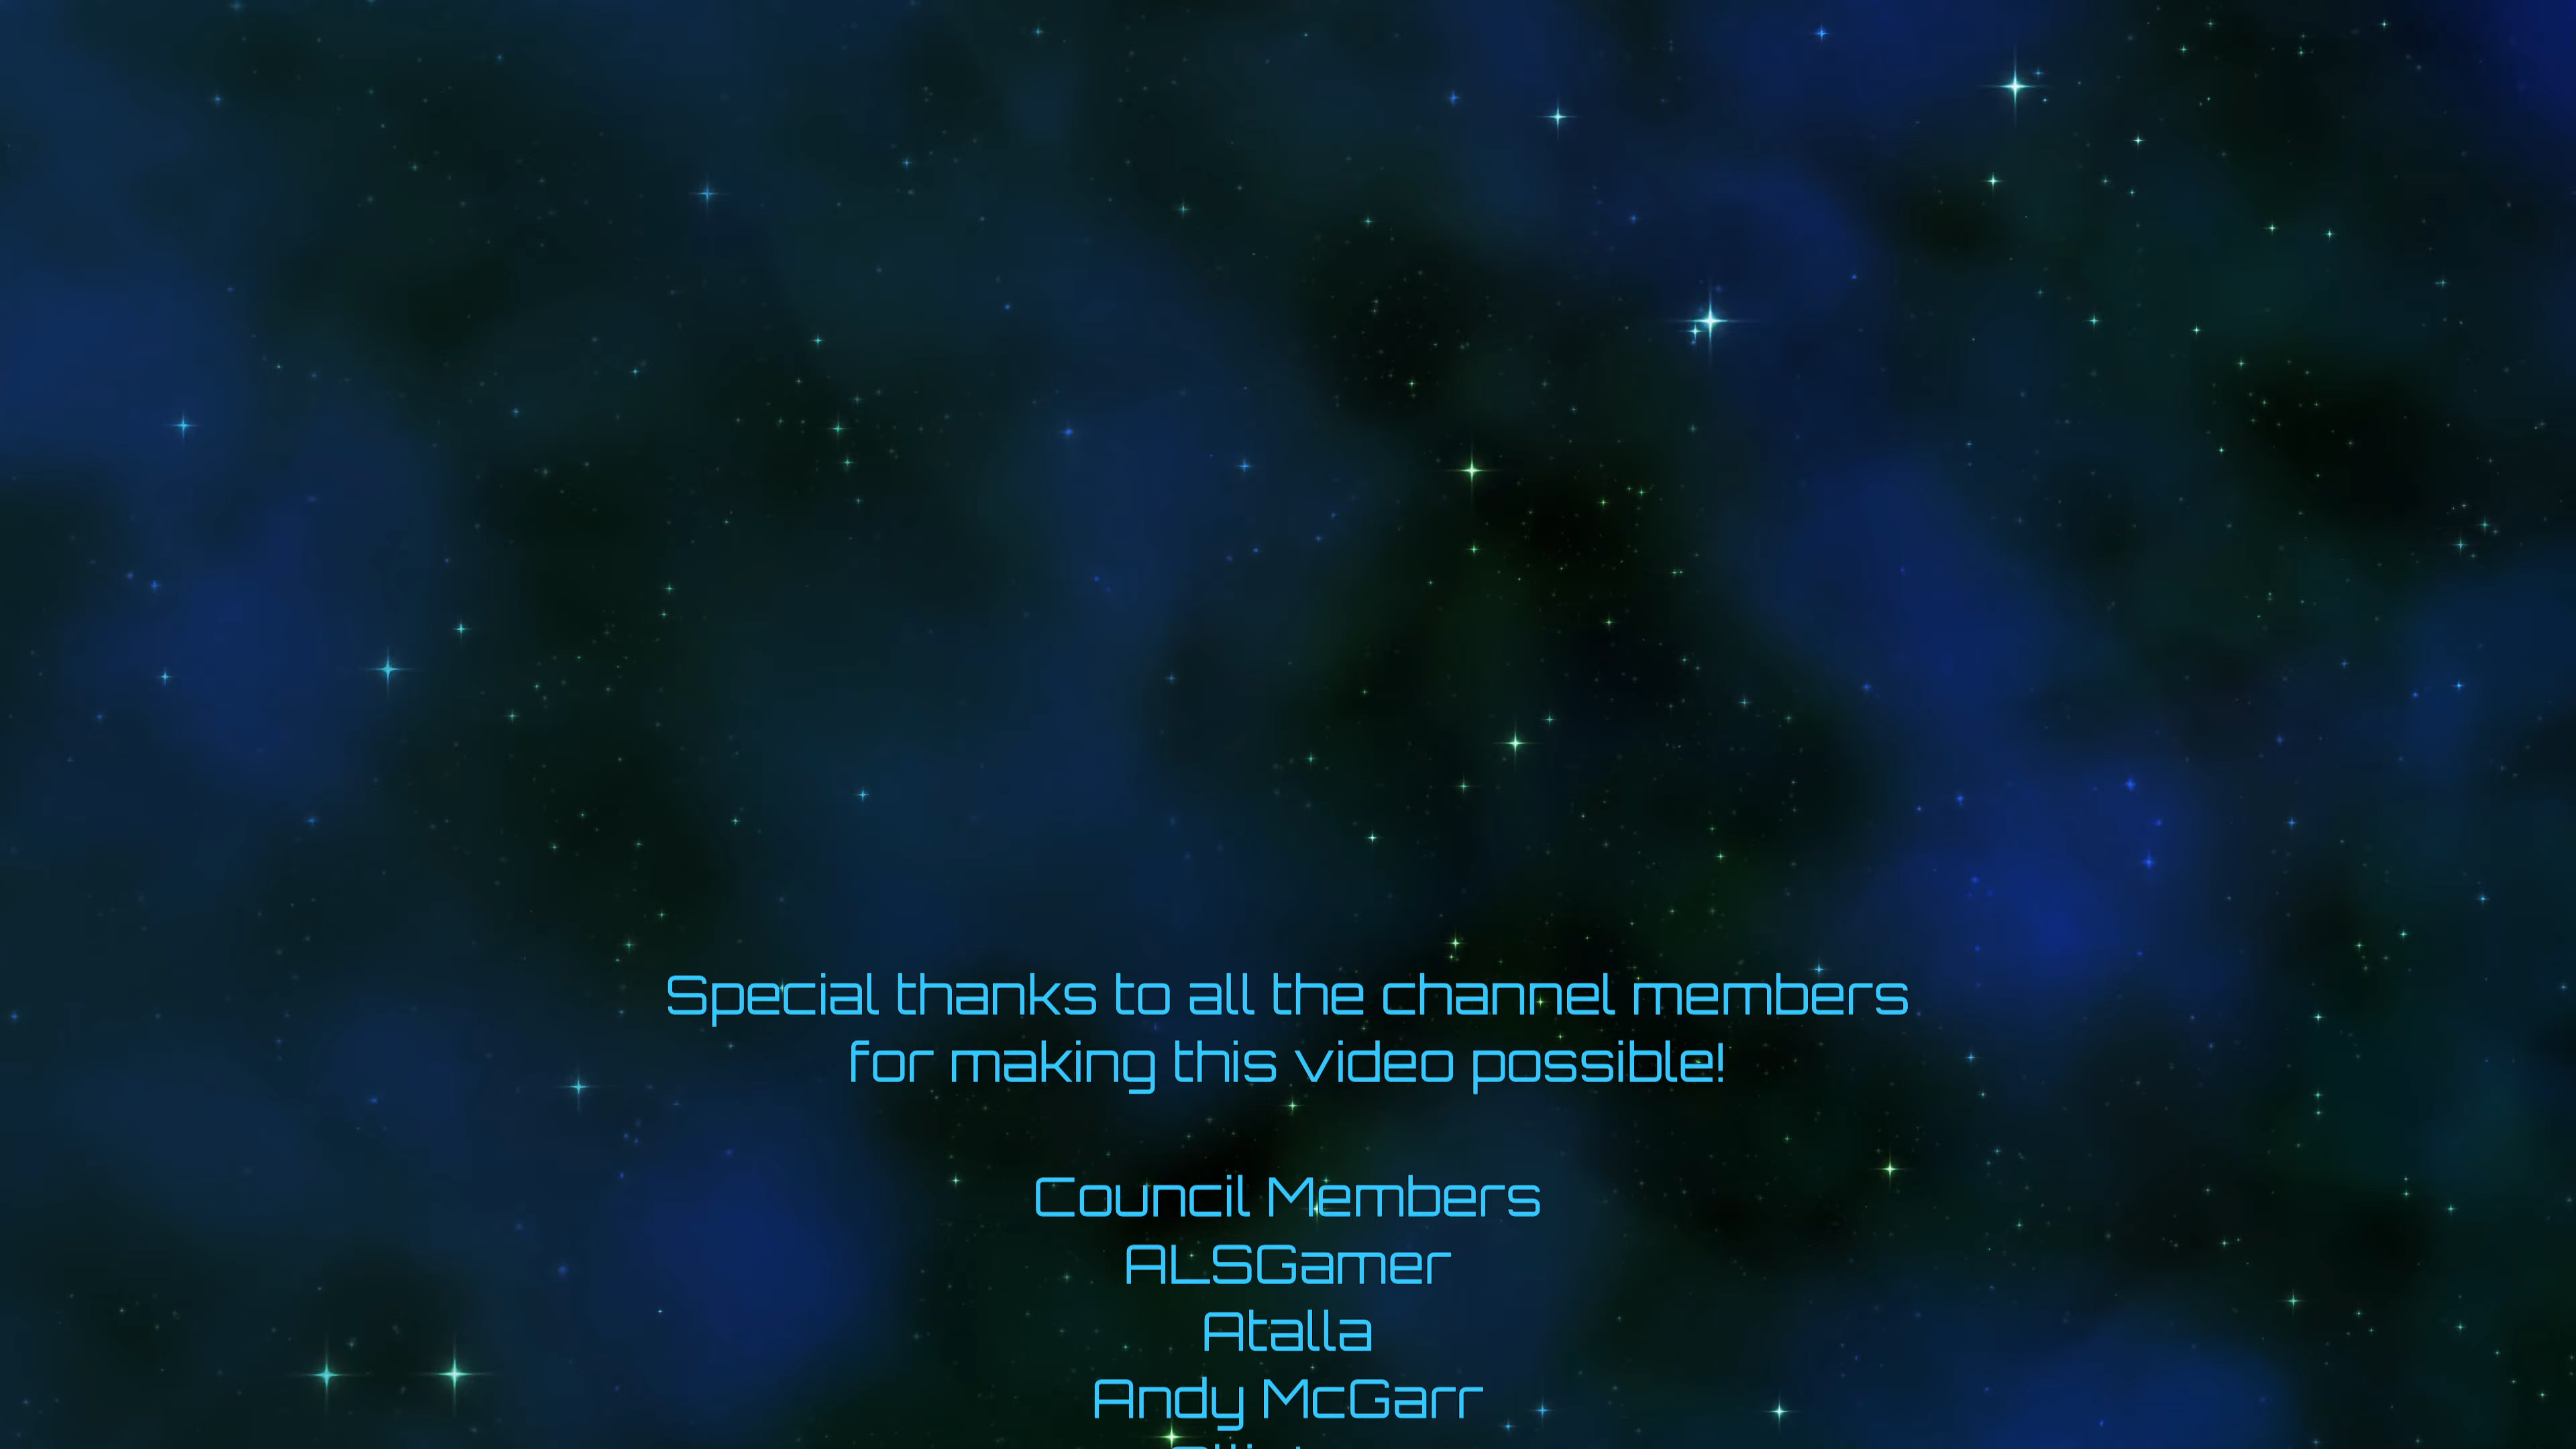 Special thanks to all the channel members
for making this video possible!
Council Members
ALSGamer
Atalla
Andy McGarr